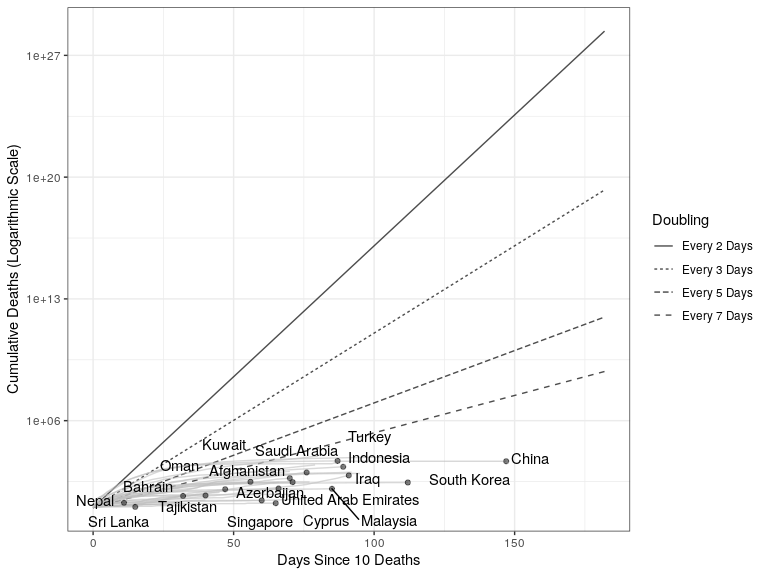 1e+27
1e+20
1e+13
1e+06
Cumulative Deaths (Logarithmic Scale)
Turkey
Kuwait
Saudi Arabia
Indonesia
China
Oman
Afghanistan
Iraq
South Korea
Bahrain
Azerbaijan
Nepal
United Arab Emirates
Tajikistan
Sri Lanka
Singapore
Cyprus
Malaysia
0
50
100
150
Days Since 10 Deaths
Doubling
Every 2 Days
Every 3 Days
Every 5 Days
Every 7 Days